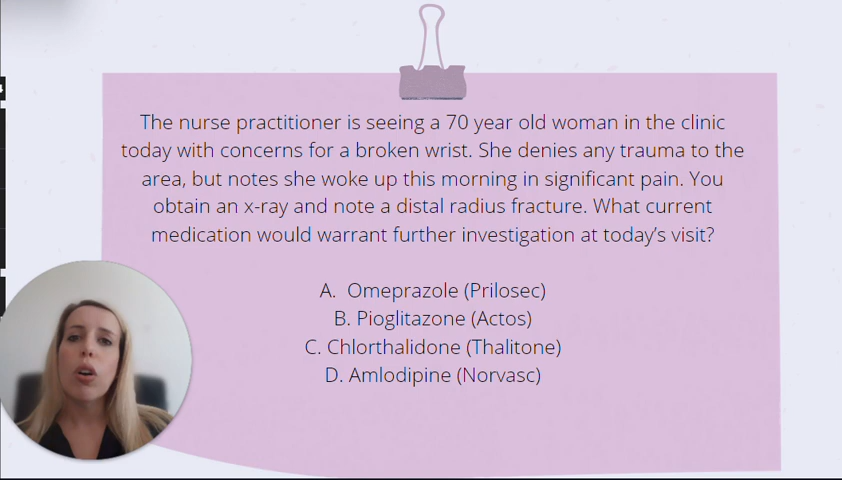 The nurse practitioner is seeing a 70 year old woman in the clinic
today with concerns for a broken wrist. She denies any trauma to the
area, but notes she woke up this morning in significant pain. You
obtain an x-ray and note a distal radius fracture. What current
medication would warrant further investigation at today's visit?
A. Omeprazole (Prilosec)
B. Pioglitazone (Actos)
C. Chlorthalidone (Thalitone)
D. Amlodipine (Norvasc)